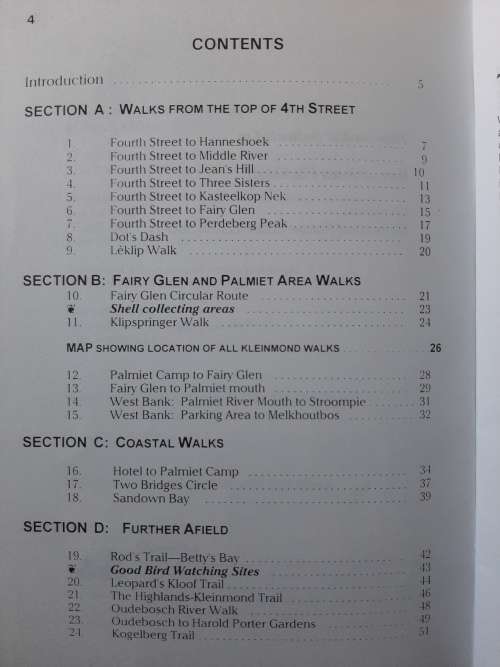 4
CONTENTS
Introduction 5
SECTION A : WALKS FROM THE TOP OF 4TH STREET
1. Fourth Street to Hanneshoek 7
2. Fourth Street to Middle River 9
3. Fourth Street to Jean's Hill 10
4. Fourth Street to Three Sisters 11
5. Fourth Street to Kasteelkop Nek 13
6. Fourth Street to Fairy Glen 15
7. Fourth Street to Perdeberg Peak 17
8. Dot's Dash 19
9. Lêklip Walk 20
SECTION B: FAIRY GLEN AND PALMIET AREA WALKS
10. Fairy Glen Circular Route 21
❦ Shell collecting areas 23
11. Klipspringer Walk 24
MAP SHOWING LOCATION OF ALL KLEINMOND WALKS 26
12. Palmiet Camp to Fairy Glen 28
13. Fairy Glen to Palmiet mouth 29
14. West Bank: Palmiet River Mouth to Stroompie 31
15. West Bank: Parking Area to Melkhoutbos 32
SECTION C: COASTAL WALKS
16. Hotel to Palmiet Camp 34
17. Two Bridges Circle 37
18. Sandown Bay 39
SECTION D: FURTHER AFIELD
19. Rod's Trail—Betty's Bay 42
❦ Good Bird Watching Sites 43
20. Leopard's Kloof Trail 44
21. The Highlands-Kleinmond Trail 46
22. Oudebosch River Walk 48
23. Oudebosch to Harold Porter Gardens 49
24. Kogelberg Trail 51